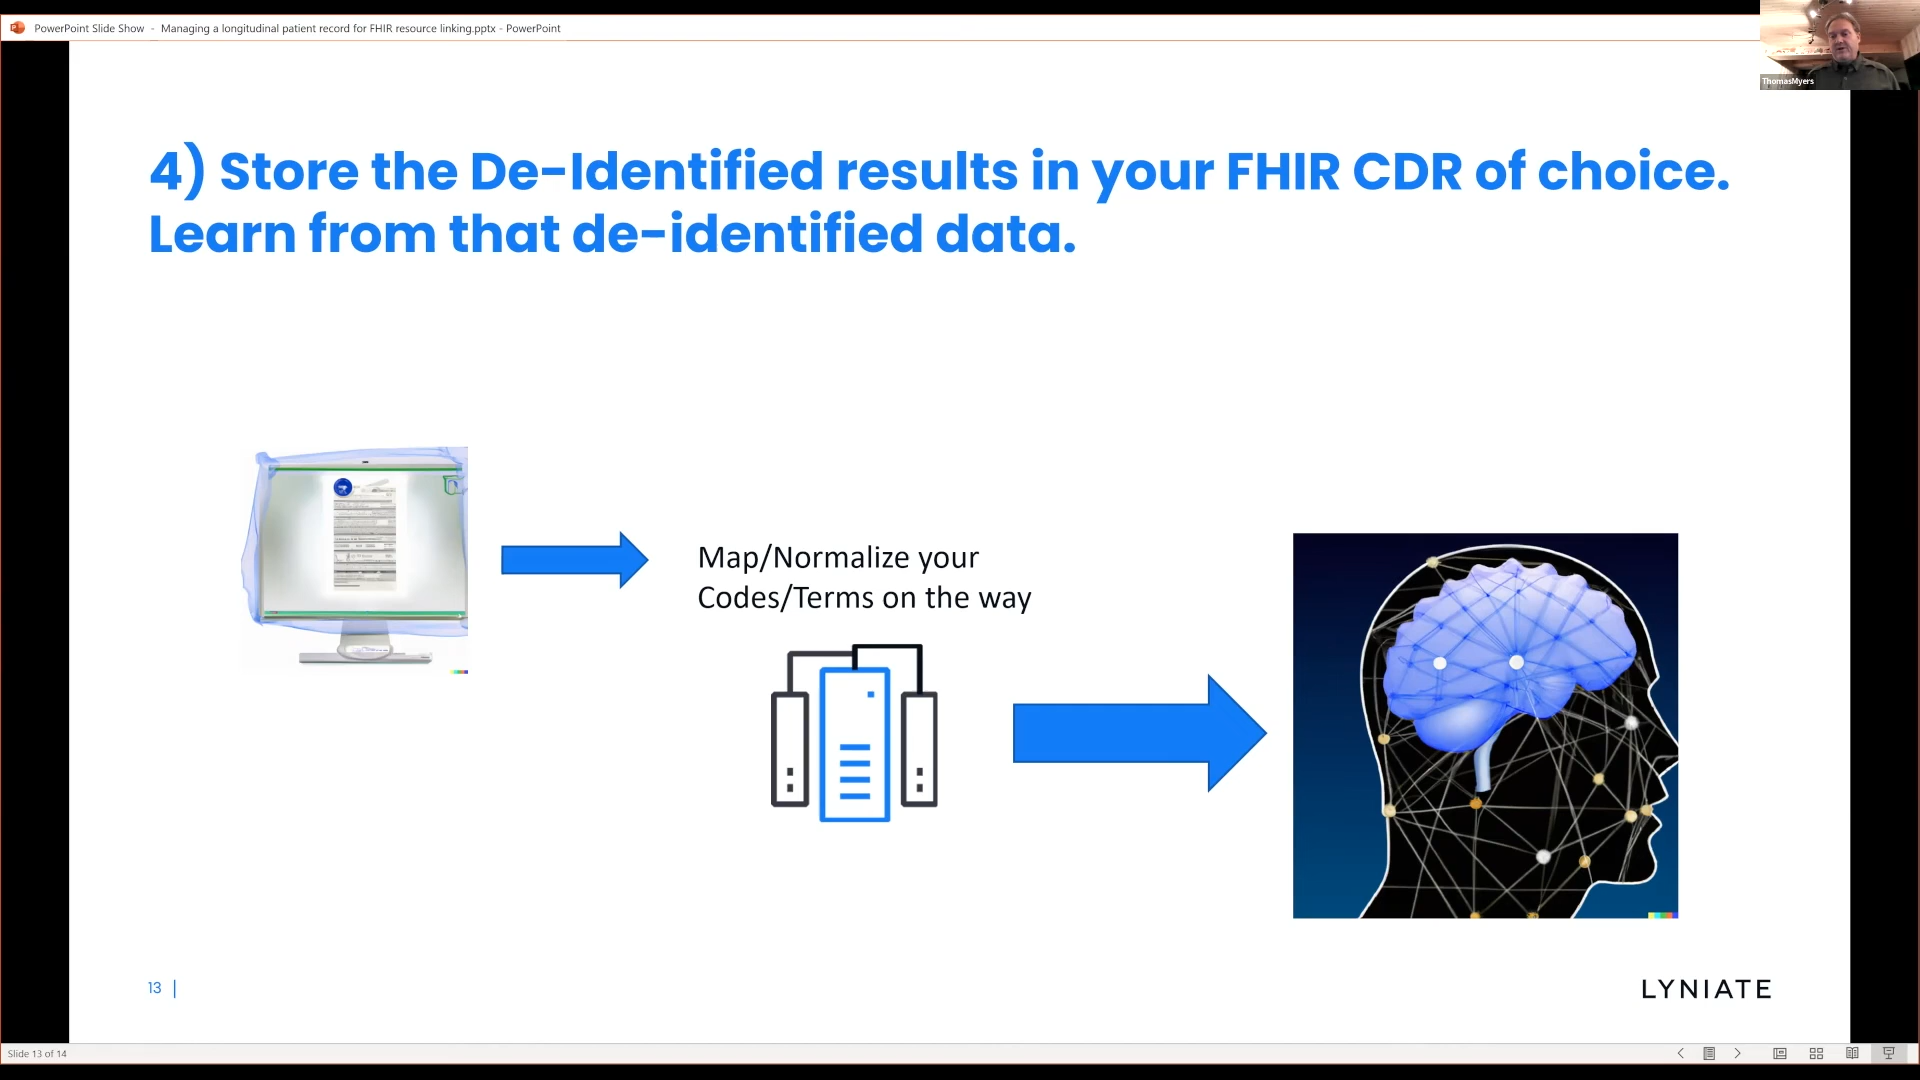 PowerPoint Slide Show - Managing a longitudinal patient record for FHIR resource linking.pptx - PowerPoint
ThomasMyers
4) Store the De-Identified results in your FHIR CDR of choice.
Learn from that de-identified data.
Map/Normalize your
Codes/Terms on the way
13 |
LYNIATE
Slide 13 of 14